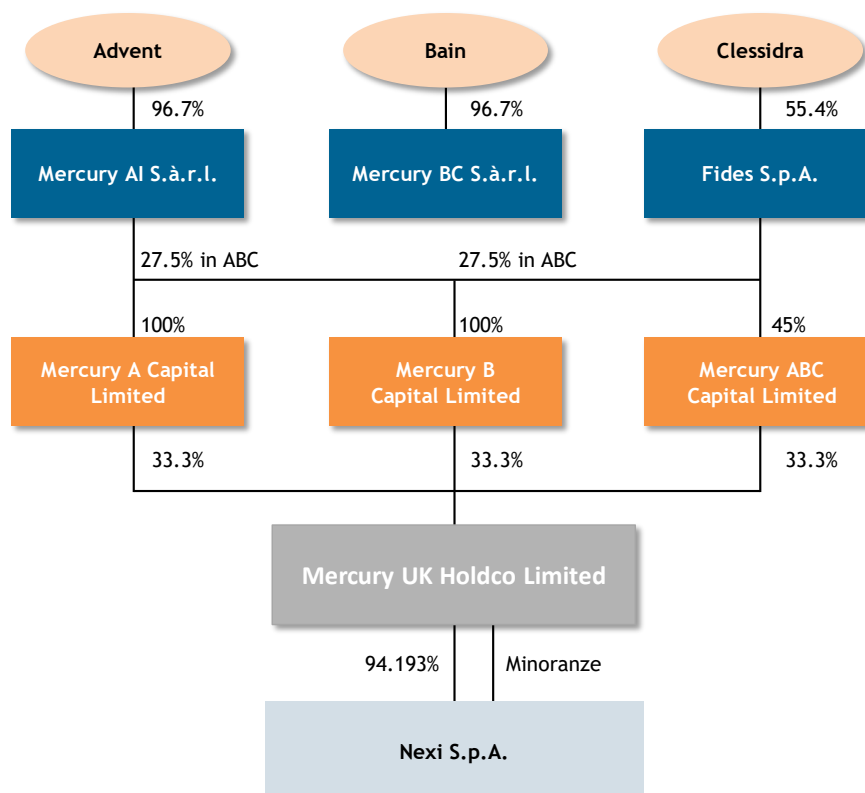 Advent
Bain
Clessidra
96.7%
96.7%
55.4%
Mercury AI S.à.r.l.
Mercury BC S.à.r.l.
Fides S.p.A.
27.5% in ABC
27.5% in ABC
100%
100%
45%
Mercury A Capital
Limited
Mercury B
Capital Limited
Mercury ABC
Capital Limited
33.3%
33.3%
33.3%
Mercury UK Holdco Limited
94.193%
Minoranze
Nexi S.p.A.